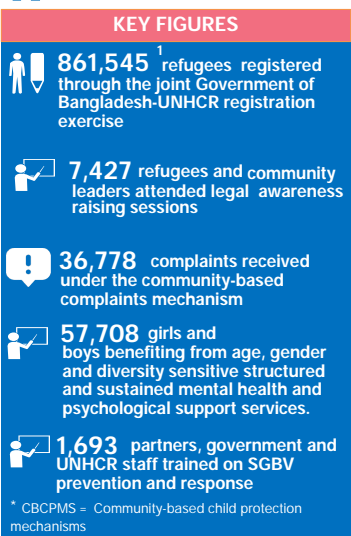 KEY FIGURES
861,545 1 refugees registered
through the joint Government of
Bangladesh-UNHCR registration
exercise
7,427 refugees and community
leaders attended legal awareness
raising sessions
36,778 complaints received
under the community-based
complaints mechanism
57,708 girls and
boys benefiting from age, gender
and diversity sensitive structured
and sustained mental health and
psychological support services.
1,693 partners, government and
UNHCR staff trained on SGBV
prevention and response
* CBCPMS = Community-based child protection
mechanisms